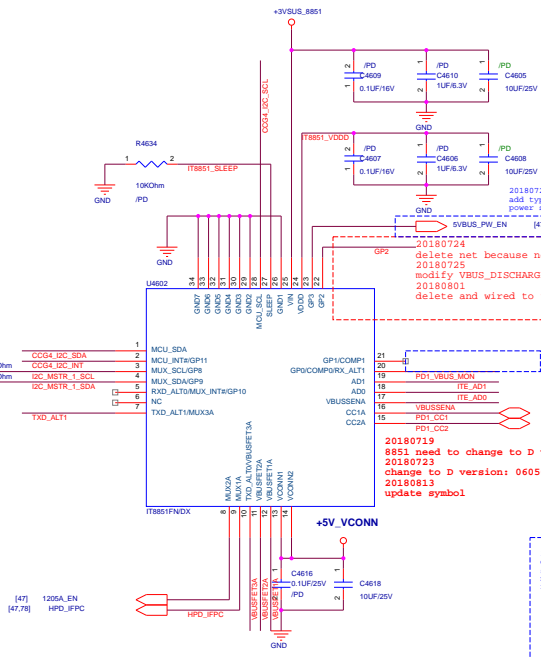 +3VSUS_8851
/PD
C4609
0.1UF/16V
/PD
C4610
1UF/6.3V
/PD
C4605
10UF/25V
GND
CCG4_I2C_SCL
IT8851_VDDD
/PD
C4607
0.1UF/16V
/PD
C4606
1UF/6.3V
/PD
C4608
10UF/25V
GND
R4634
1 2
IT8851_SLEEP
10KOhm
/PD
GND
GND
add typ
power s
5VBUS_PW_EN
GP2
20180724
delete net because n
20180725
modify VBUS_DISCHARG
20180801
delete and wired to
U4602
34 33 32 31 30 29 28 27 26 25 24 23 22
GND7 GND6 GND5 GND4 GND3 GND2 MCU_SCL SLEEP GND1 VIN VDDD GP3 GP2
1 MCU_SDA
CCG4_I2C_SDA 2 MCU_INT#/GP11
CCG4_I2C_INT 3 MUX_SCL/GP8
I2C_MSTR_1_SCL 4 MUX_SDA/GP9
I2C_MSTR_1_SDA 5 RXD_ALT0/MUX_INT#/GP10
6 NC
TXD_ALT1 7 TXD_ALT1/MUX3A
GP1/COMP1 21
GP0/COMP0/RX_ALT1 20
AD1 19 PD1_VBUS_MON
AD0 18 ITE_AD1
VBUSSENA 17 ITE_AD0
CC1A 16 VBUSSENA
CC2A 15 PD1_CC1
PD1_CC2
20180719
8851 need to change to D
20180723
change to D version: 0605
20180813
update symbol
MUX2A MUX1A TXD_ALT0/VBUSFET3A VBUSFET2A VBUSFET1A VCONN1 VCONN2
IT8851FN/DX
8 9 10 11 12 13 14
+5V_VCONN
C4616
0.1UF/25V
/PD
C4618
10UF/25V
VBUSFET3A VBUSFET2A VBUSFET1A
GND
[47] 1205A_EN
[47,78] HPD_IFPC
HPD_IFPC